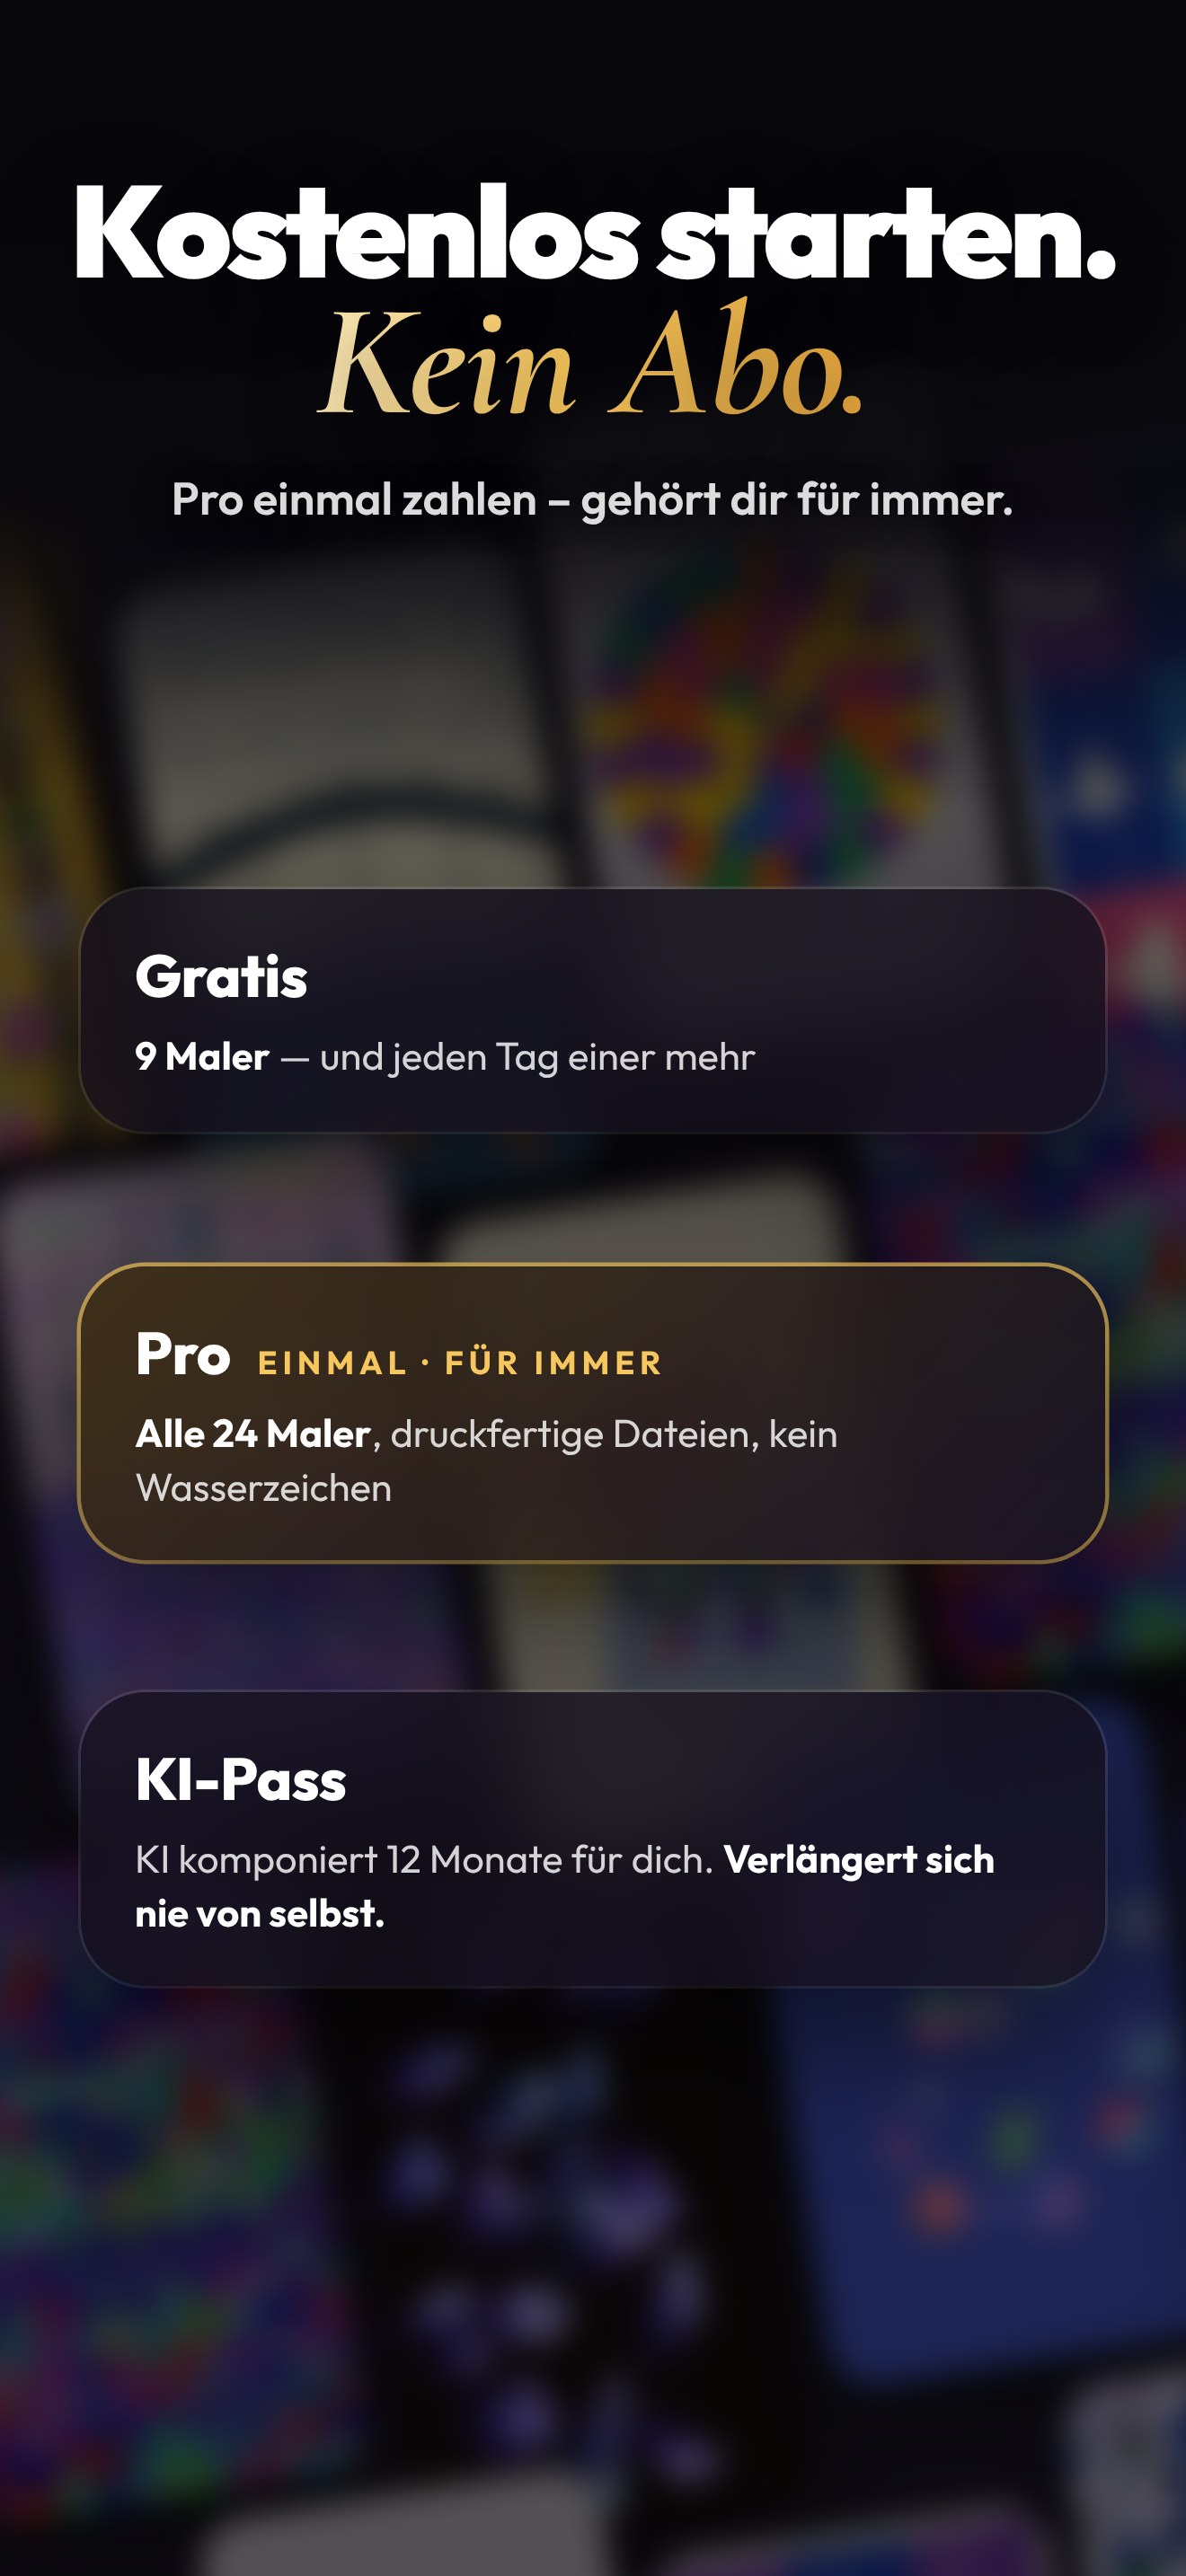 Kostenlos starten.
Kein Abo.
Pro einmal zahlen – gehört dir für immer.
Gratis
9 Maler — und jeden Tag einer mehr
Pro EINMAL · FÜR IMMER
Alle 24 Maler, druckfertige Dateien, kein
Wasserzeichen
KI-Pass
KI komponiert 12 Monate für dich. Verlängert sich
nie von selbst.